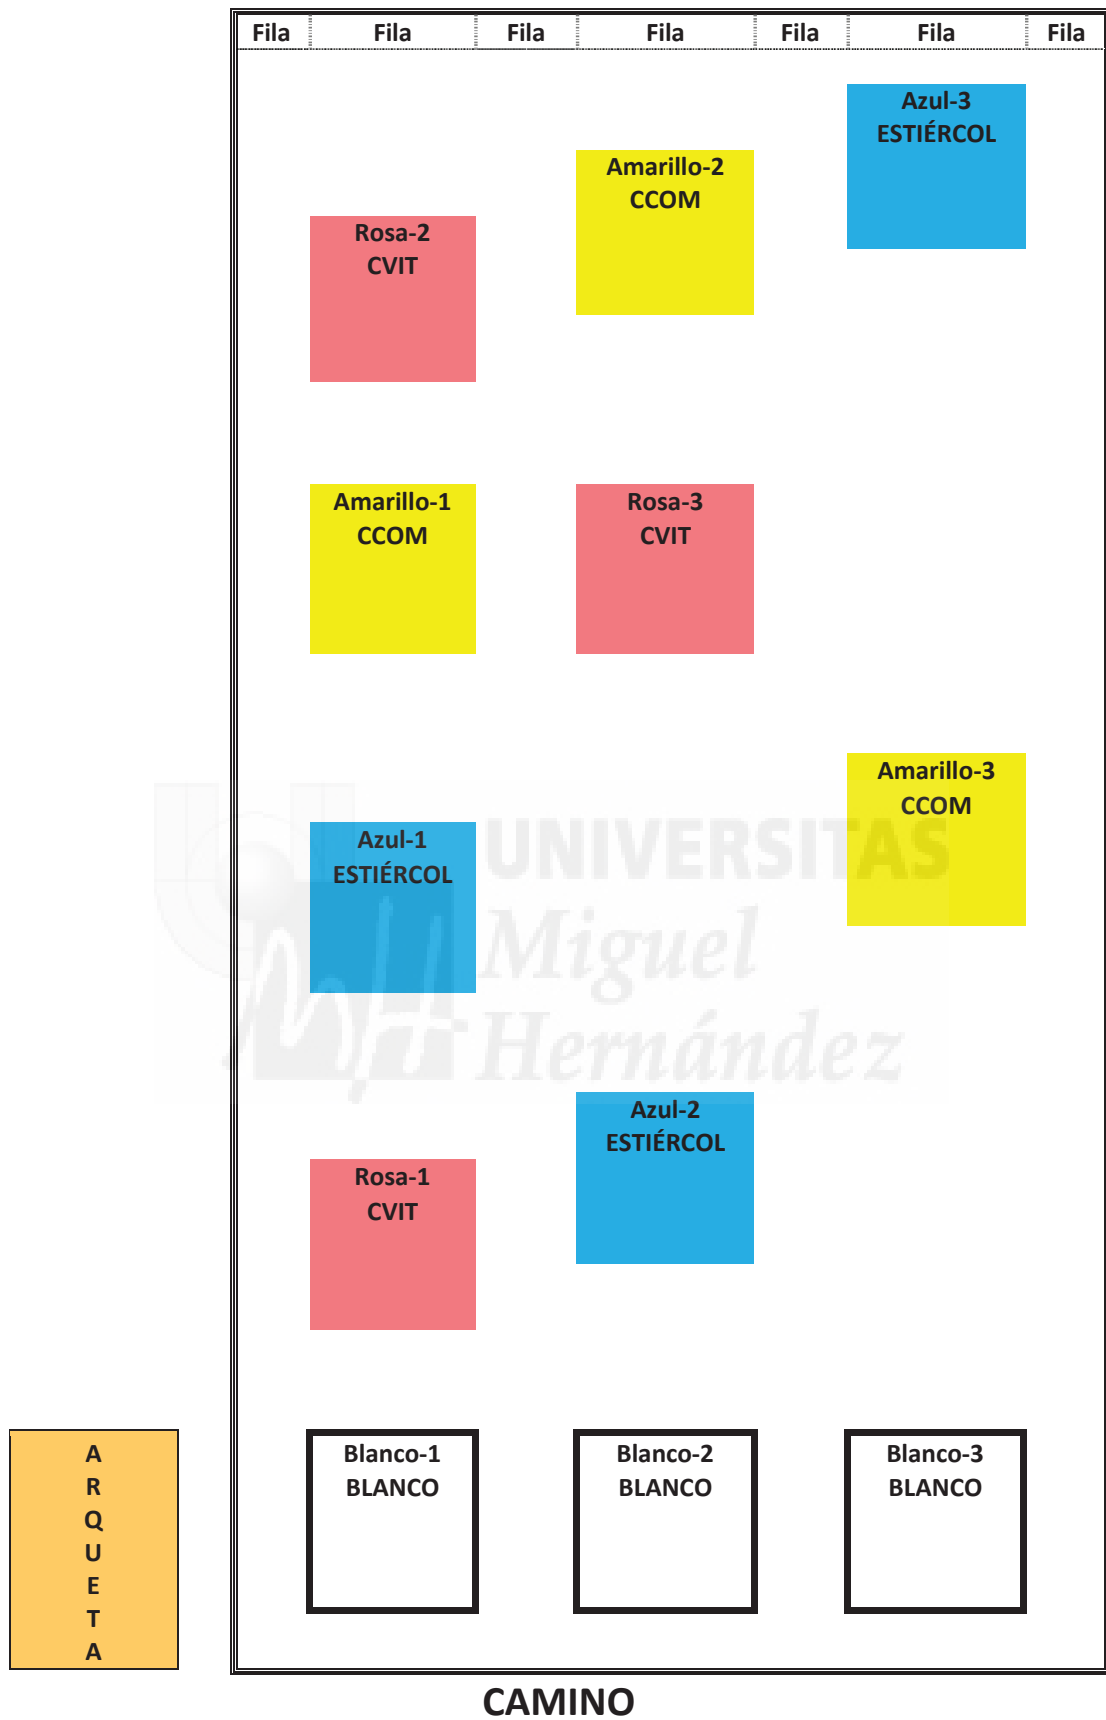 Fila Fila Fila Fila Fila Fila Fila
Azul-3
ESTIÉRCOL
Amarillo-2
CCOM
Rosa-2
CVIT
Amarillo-1
CCOM
Rosa-3
CVIT
Amarillo-3
CCOM
Azul-1
ESTIÉRCOL
UNIVERSITAS
Miguel
Hernández
Azul-2
ESTIÉRCOL
Rosa-1
CVIT
A
R
Q
U
E
T
A
Blanco-1
BLANCO
Blanco-2
BLANCO
Blanco-3
BLANCO
CAMINO